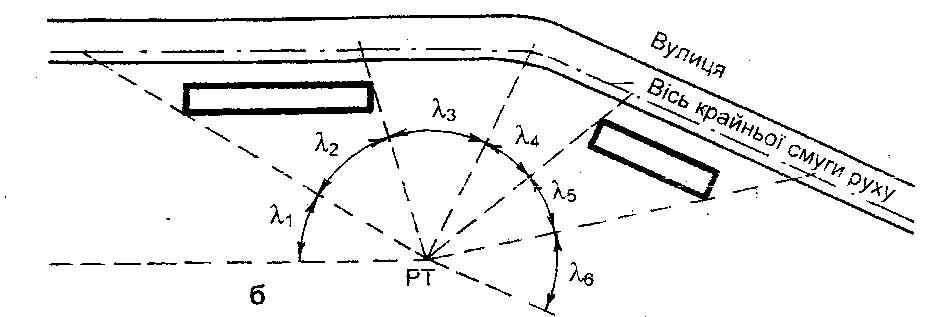 Вулиця
Вісь крайньої смуги руху
λ1
λ2
λ3
λ4
λ5
λ6
РТ
б